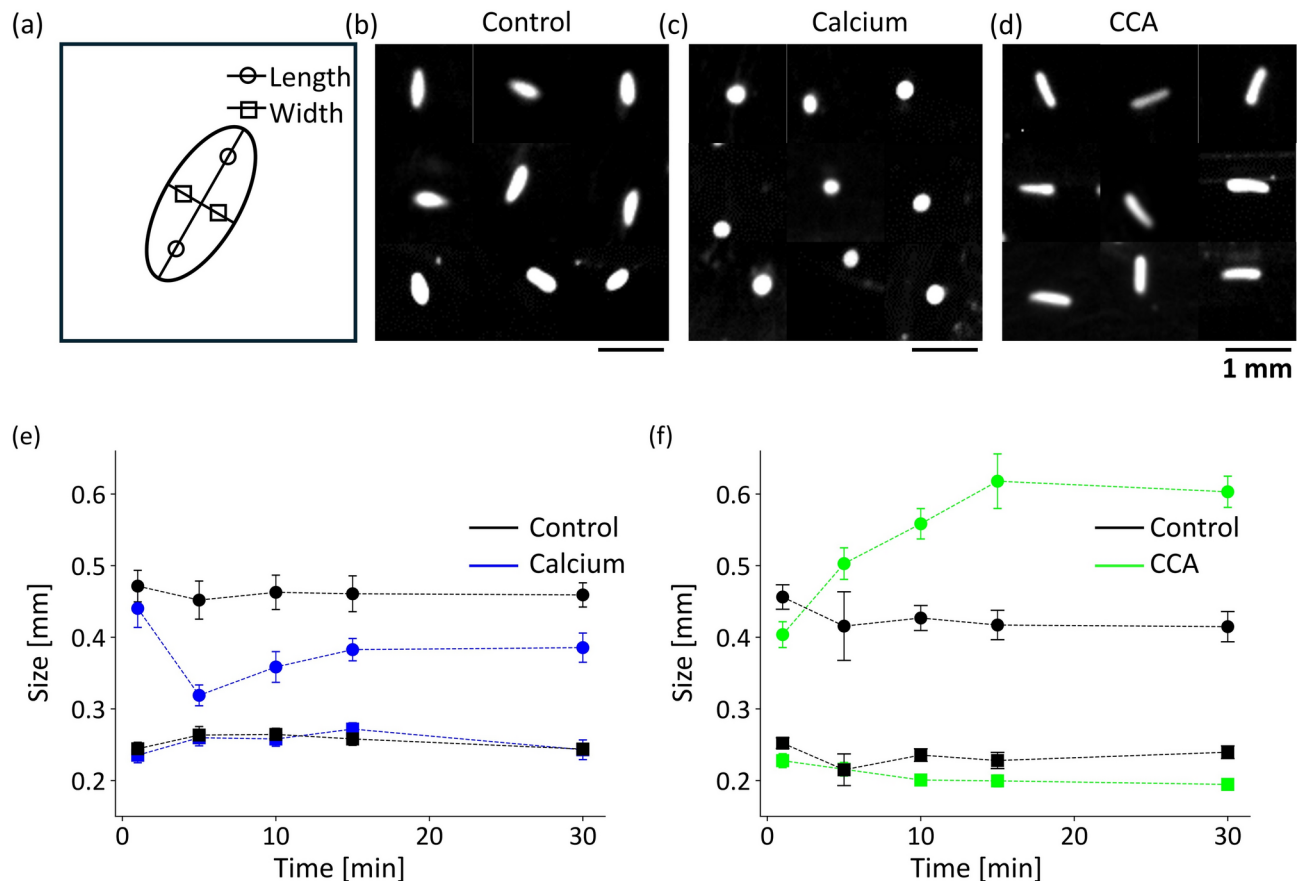 (a)
Length
Width
(b)
Control
(c)
Calcium
(d)
CCA
1 mm
(e)
Size [mm]
0.6
0.5
0.4
0.3
0.2
Control
Calcium
0
10
20
30
Time [min]
(f)
Size [mm]
0.6
0.5
0.4
0.3
0.2
Control
CCA
0
10
20
30
Time [min]